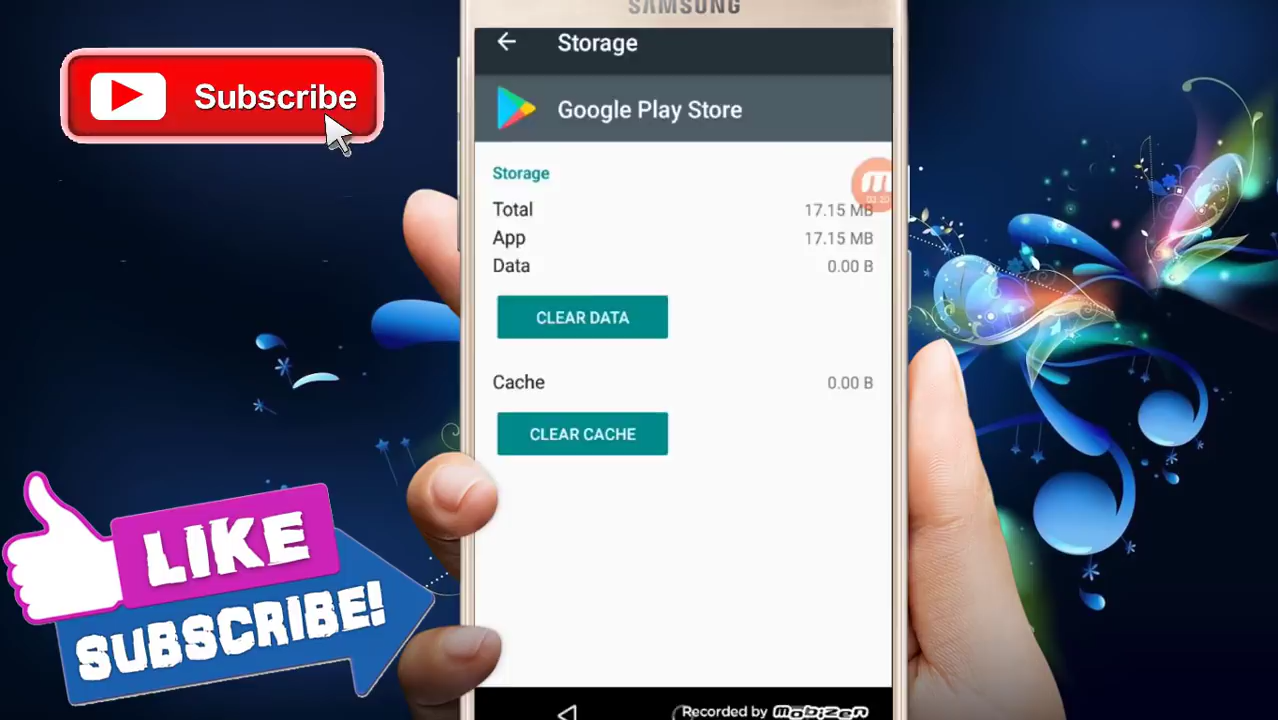 SAMSUNG
Storage
Subscribe
Google Play Store
Storage
Total 17.15 MB
App 17.15 MB
Data 0.00 B
CLEAR DATA
Cache 0.00 B
CLEAR CACHE
LIKE
SUBSCRIBE!
Recorded by MOBIZEN